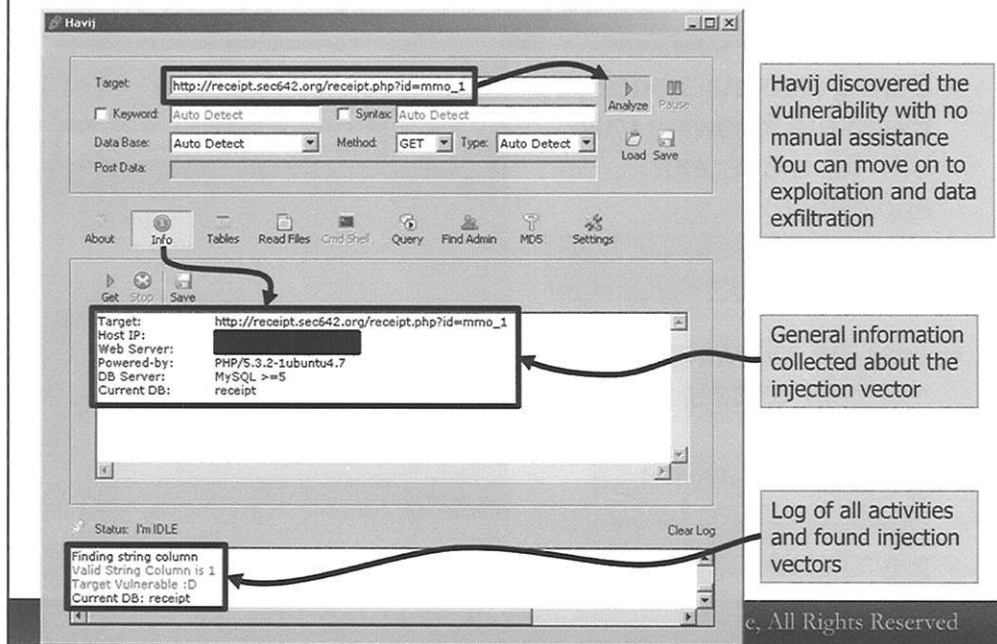 Havij
Target: http://receipt.sec642.org/receipt.php?id=mmo_1
Analyze Pause
Keyword: Auto Detect Syntax: Auto Detect
Data Base: Auto Detect Method: GET Type: Auto Detect
Load Save
Post Data:
About Info Tables Read Files Cmd Shell Query Find Admin MD5 Settings
Get Stop Save
Target: http://receipt.sec642.org/receipt.php?id=mmo_1
Host IP:
Web Server:
Powered-by: PHP/5.3.2-1ubuntu4.7
DB Server: MySQL >=5
Current DB: receipt
Status: I'm IDLE Clear Log
Finding string column
Valid String Column is 1
Target Vulnerable :D
Current DB: receipt
Havij discovered the
vulnerability with no
manual assistance
You can move on to
exploitation and data
exfiltration
General information
collected about the
injection vector
Log of all activities
and found injection
vectors
e, All Rights Reserved